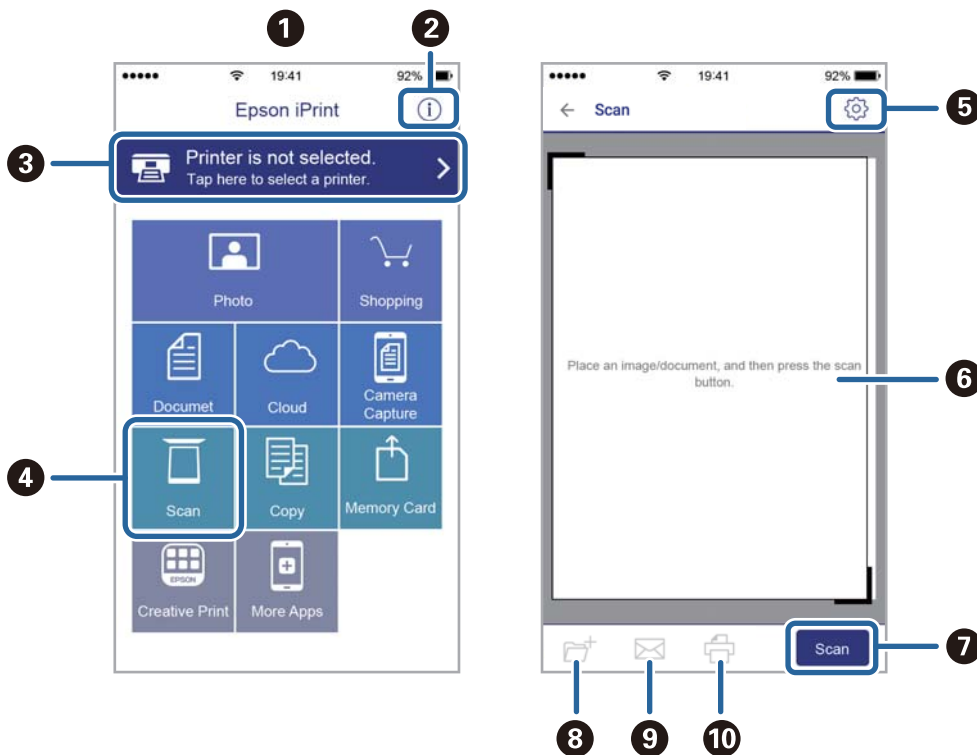 1
2
19:41
92%
Epson iPrint
i
3
Printer is not selected.
Tap here to select a printer.
Photo
Shopping
Documet
Cloud
Camera
Capture
4
Scan
Copy
Memory Card
EPSON
Creative Print
More Apps
19:41
92%
Scan
5
Place an image/document, and then press the scan
button.
6
Scan
7
8
9
10